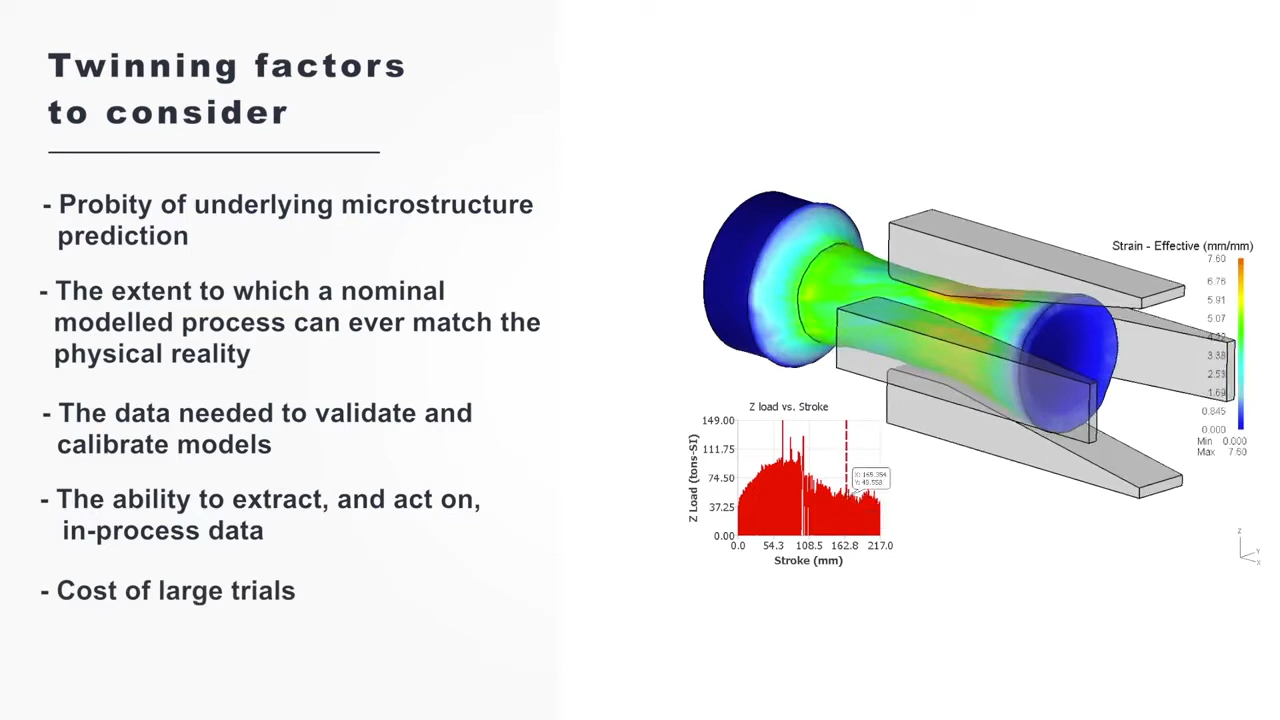 Twinning factors
to consider
- Probity of underlying microstructure
prediction
- The extent to which a nominal
modelled process can ever match the
physical reality
- The data needed to validate and
calibrate models
- The ability to extract, and act on,
in-process data
- Cost of large trials
Strain - Effective (mm/mm)
7.60
6.76
5.91
5.07
3.38
2.53
1.69
0.845
0.000
Min 0.000
Max 7.60
Z load vs. Stroke
149.00
111.75
74.50
37.25
0.00
Z Load (tons-SI)
X: 165.354
0.0 54.3 108.5 162.8 217.0
Stroke (mm)
Z
Y
X